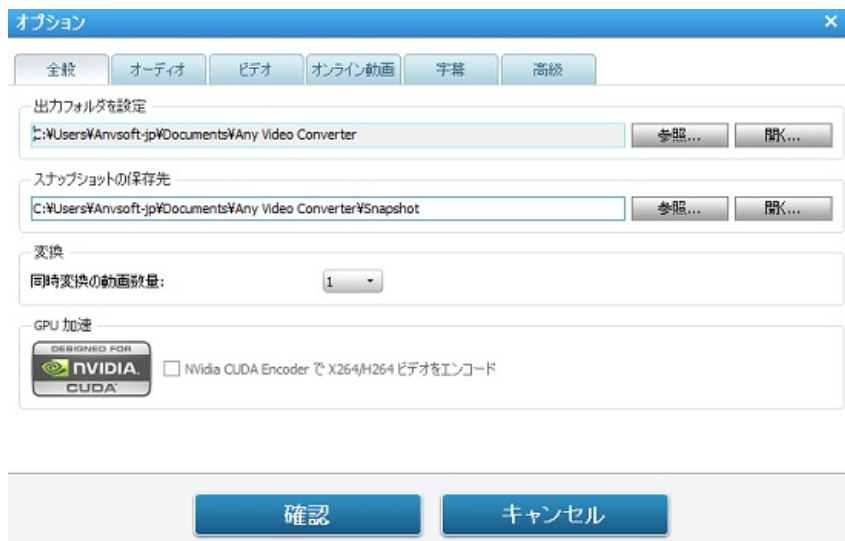 オプション
全般 オーディオ ビデオ オンライン動画 字幕 高級
出力フォルダを設定
C:¥Users¥Anvsoft-jp¥Documents¥Any Video Converter 参照... 開く...
スナップショットの保存先
C:¥Users¥Anvsoft-jp¥Documents¥Any Video Converter¥Snapshot 参照... 開く...
変換
同時変換の動画数量: 1
GPU 加速
DESIGNED FOR
NVIDIA.
CUDA
NVidia CUDA Encoder で X264/H264 ビデオをエンコード
確認 キャンセル